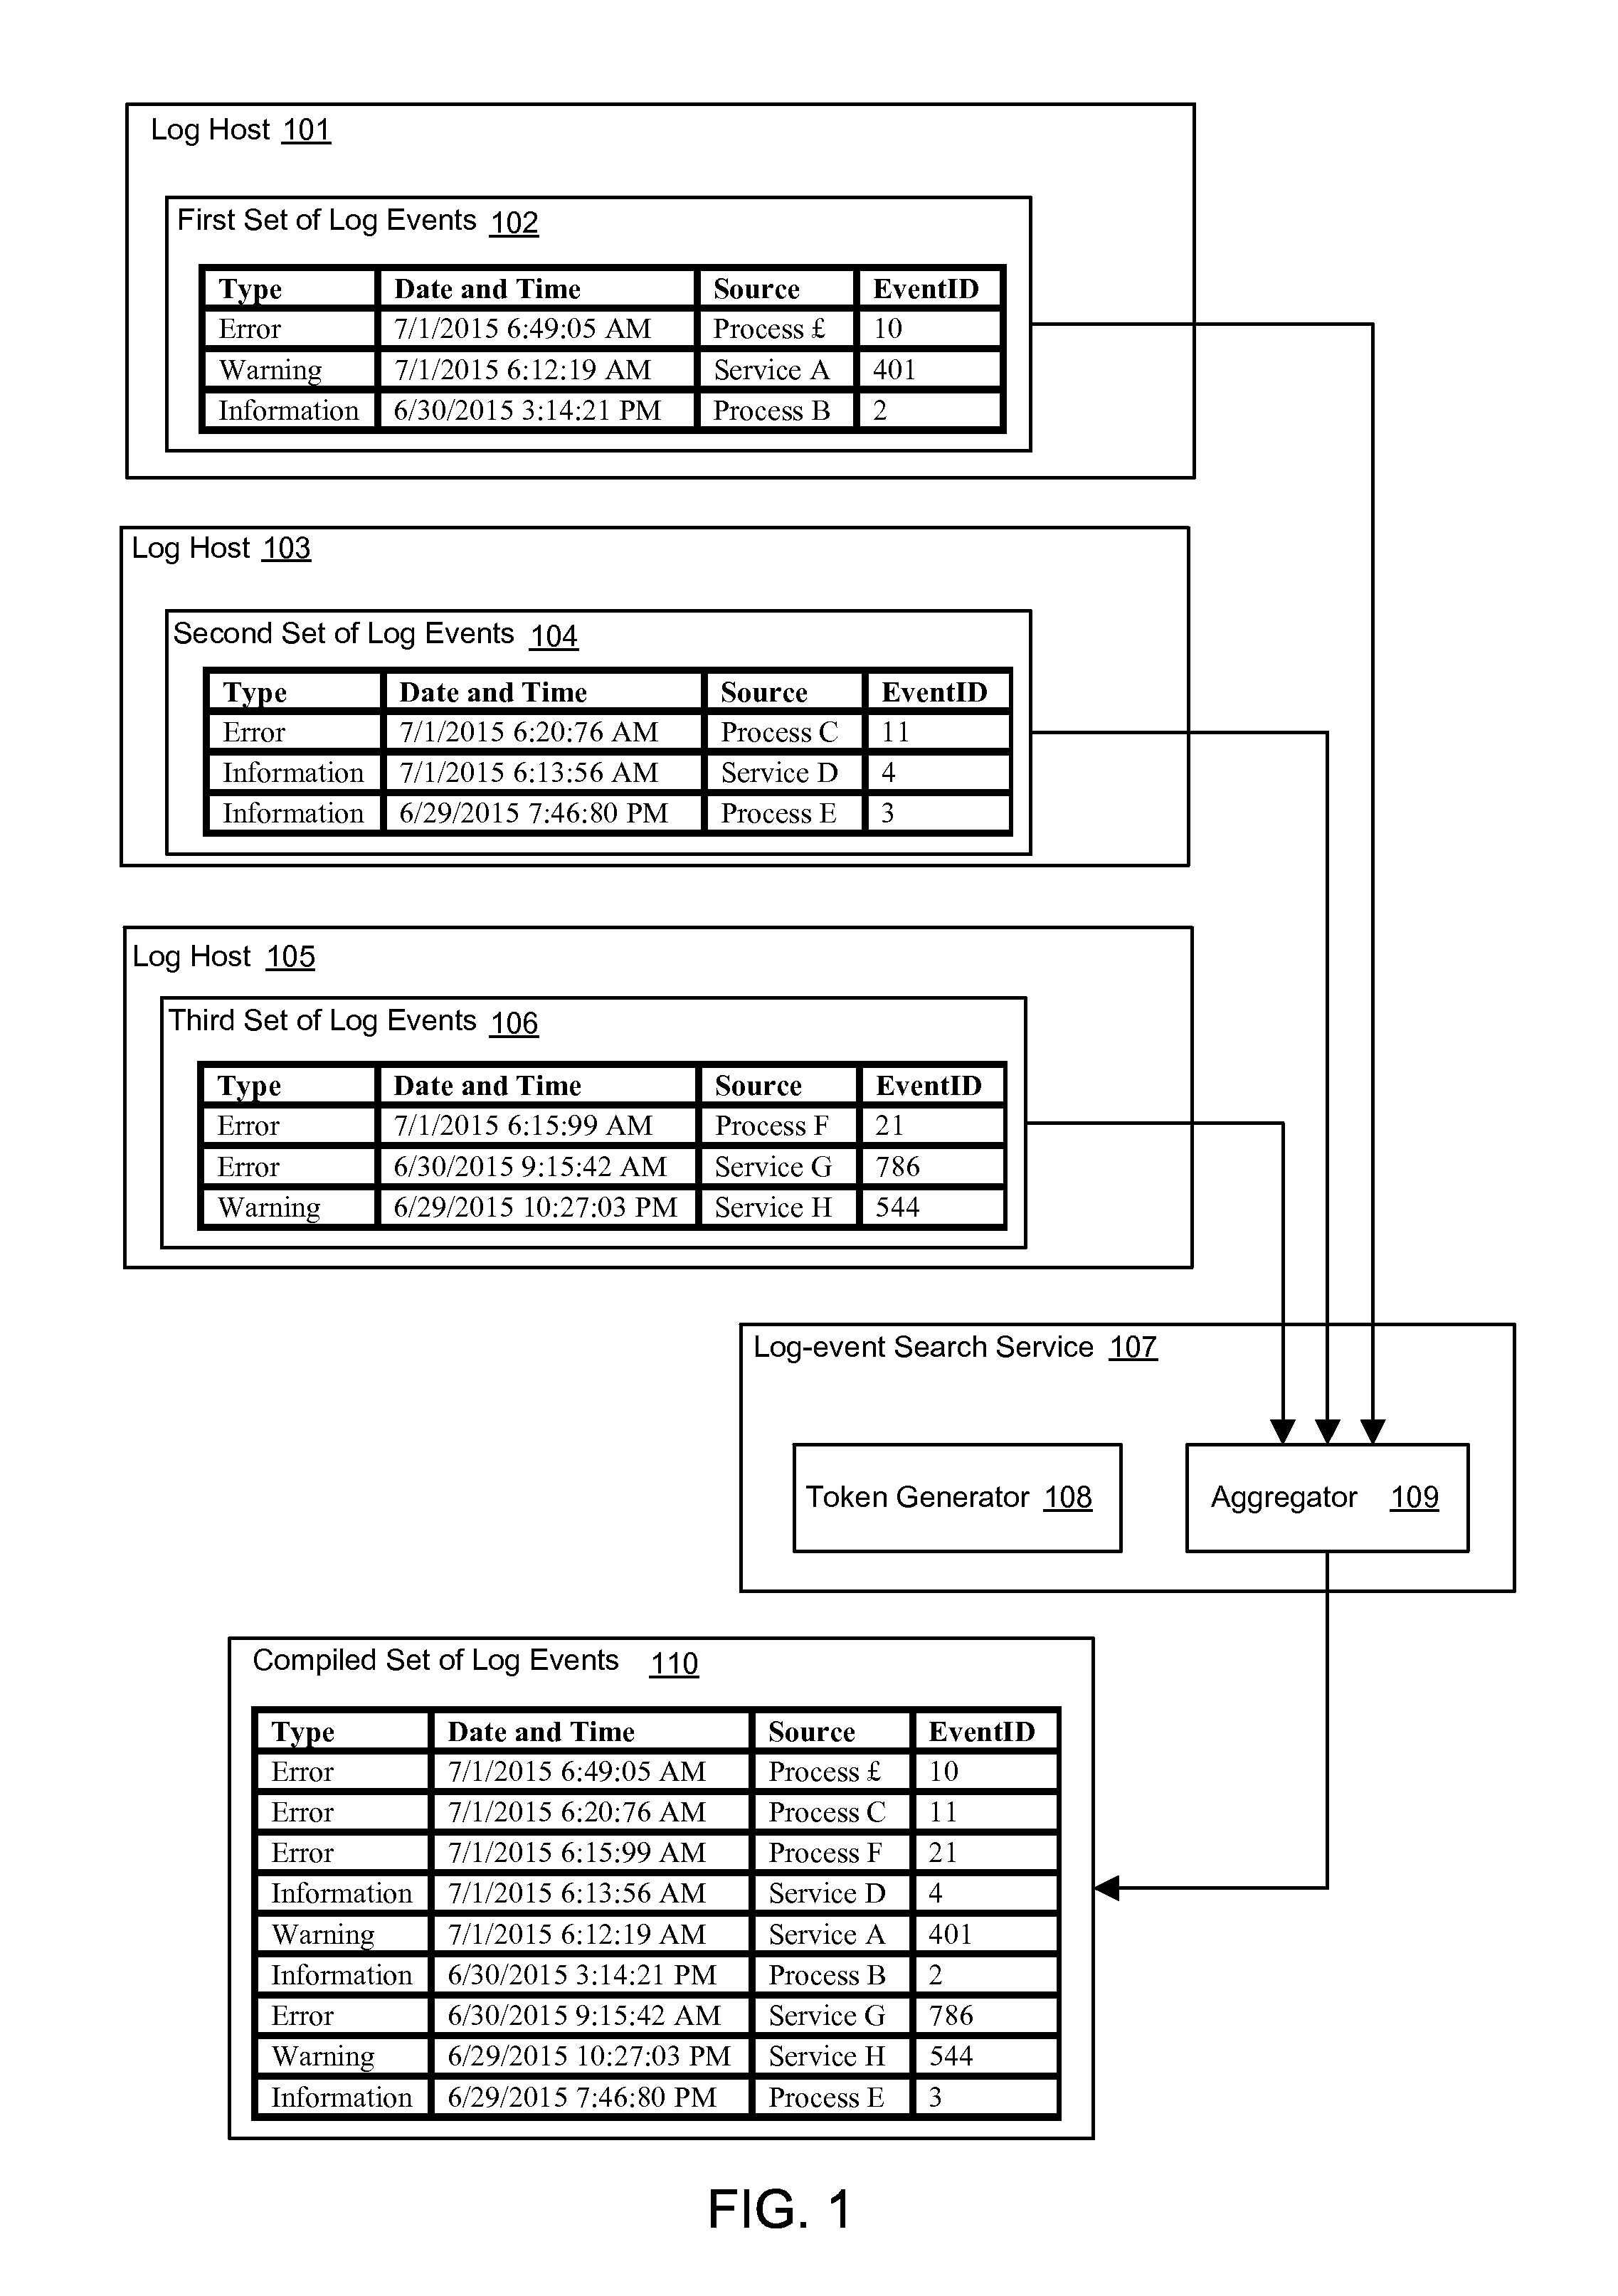 Log Host 101
First Set of Log Events 102
Type Date and Time Source EventID
Error 7/1/2015 6:49:05 AM Process £ 10
Warning 7/1/2015 6:12:19 AM Service A 401
Information 6/30/2015 3:14:21 PM Process B 2
Log Host 103
Second Set of Log Events 104
Type Date and Time Source EventID
Error 7/1/2015 6:20:76 AM Process C 11
Information 7/1/2015 6:13:56 AM Service D 4
Information 6/29/2015 7:46:80 PM Process E 3
Log Host 105
Third Set of Log Events 106
Type Date and Time Source EventID
Error 7/1/2015 6:15:99 AM Process F 21
Error 6/30/2015 9:15:42 AM Service G 786
Warning 6/29/2015 10:27:03 PM Service H 544
Log-event Search Service 107
Token Generator 108
Aggregator 109
Compiled Set of Log Events 110
Type Date and Time Source EventID
Error 7/1/2015 6:49:05 AM Process £ 10
Error 7/1/2015 6:20:76 AM Process C 11
Error 7/1/2015 6:15:99 AM Process F 21
Information 7/1/2015 6:13:56 AM Service D 4
Warning 7/1/2015 6:12:19 AM Service A 401
Information 6/30/2015 3:14:21 PM Process B 2
Error 6/30/2015 9:15:42 AM Service G 786
Warning 6/29/2015 10:27:03 PM Service H 544
Information 6/29/2015 7:46:80 PM Process E 3
FIG. 1